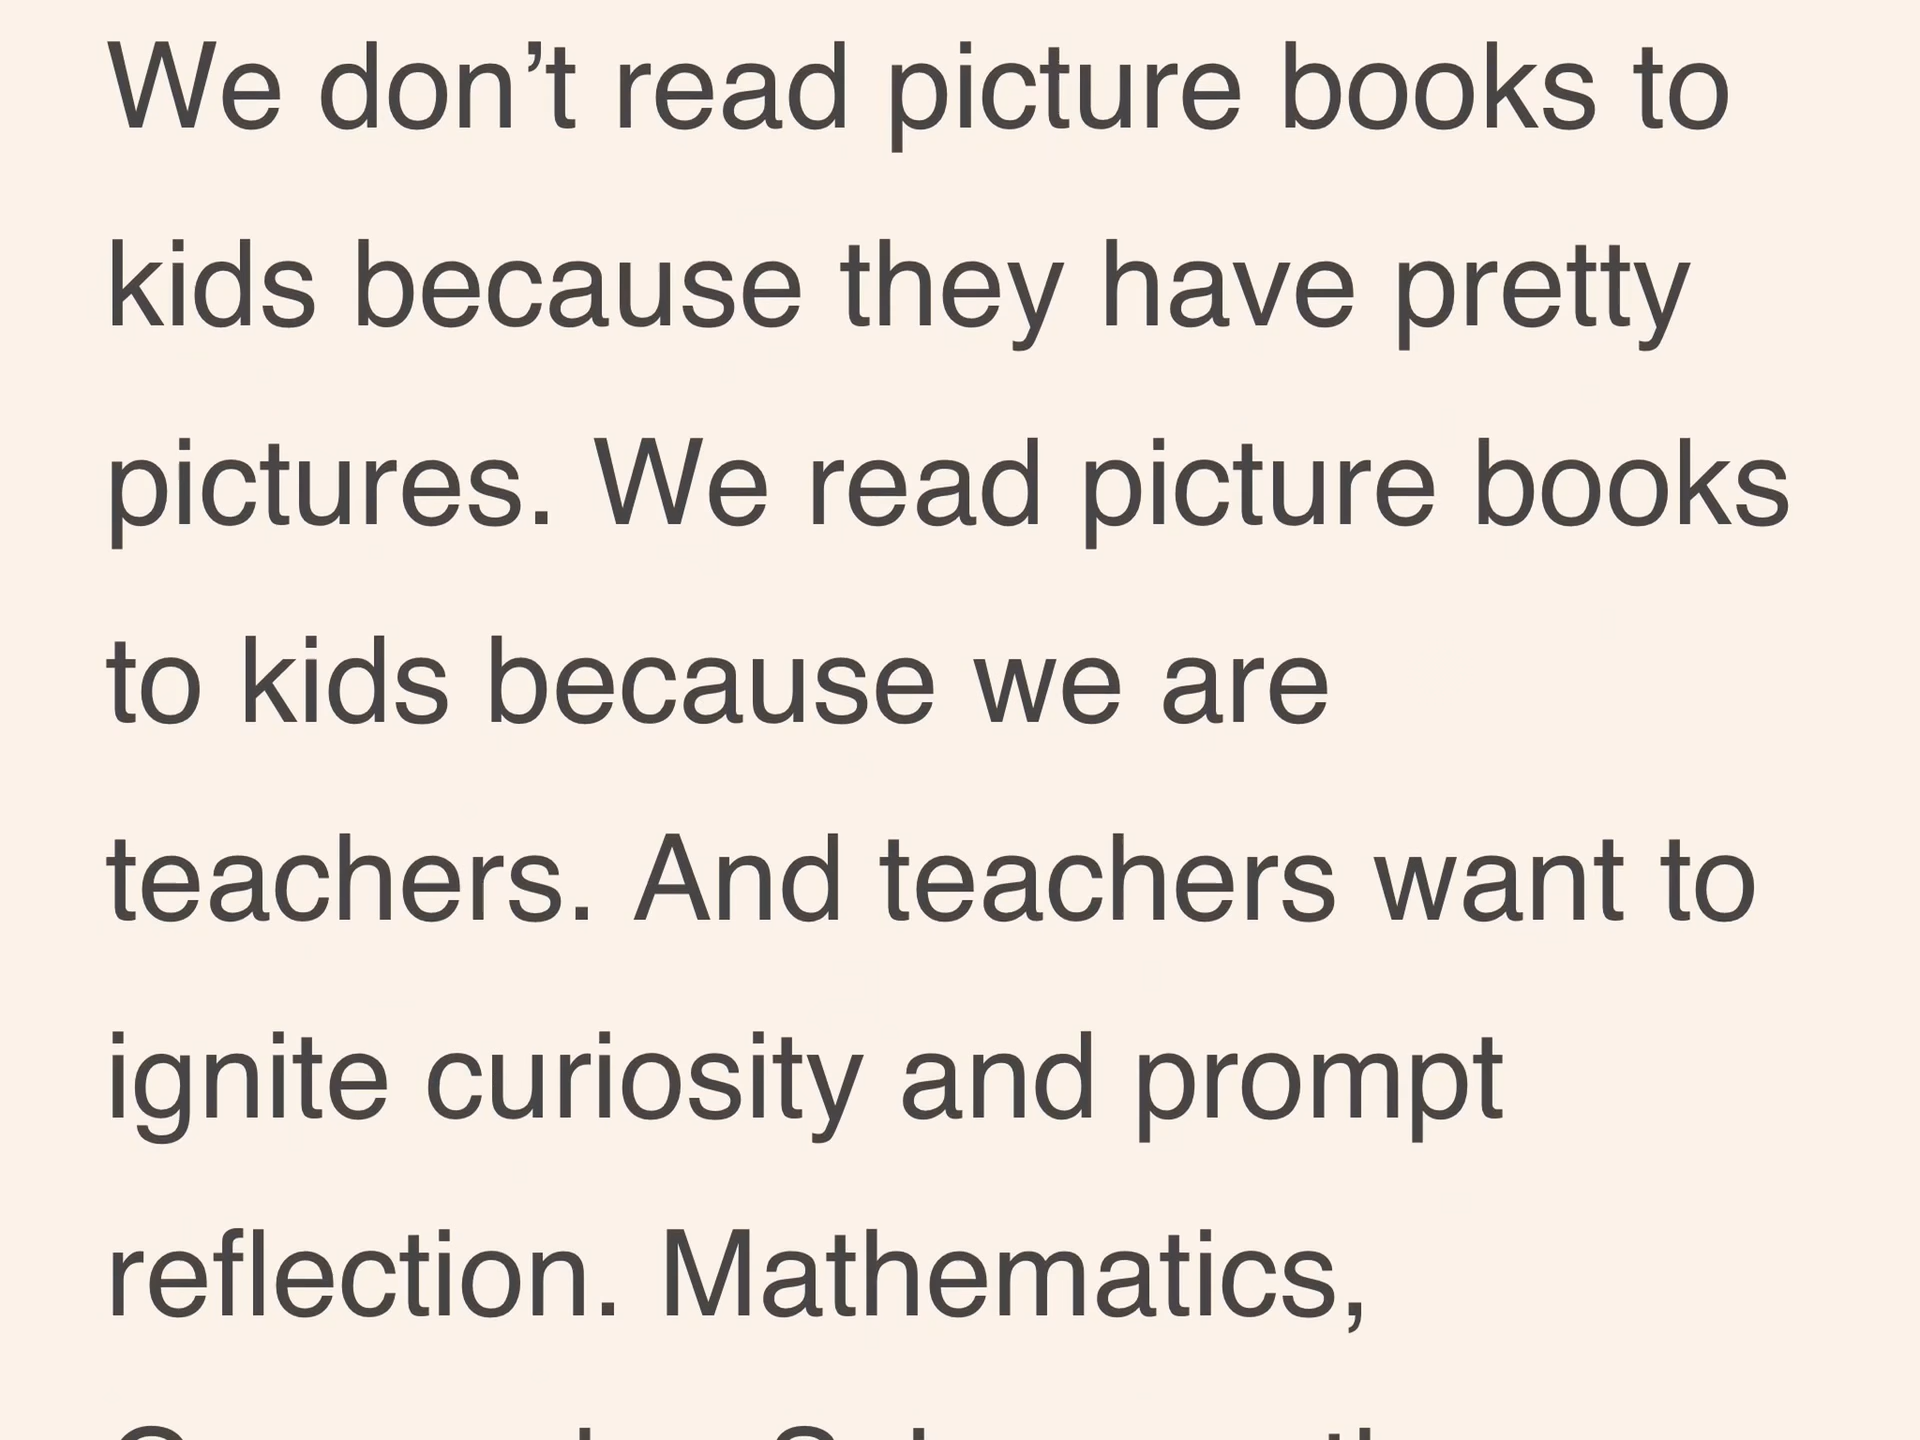 We don’t read picture books to
kids because they have pretty
pictures. We read picture books
to kids because we are
teachers. And teachers want to
ignite curiosity and prompt
reflection. Mathematics,